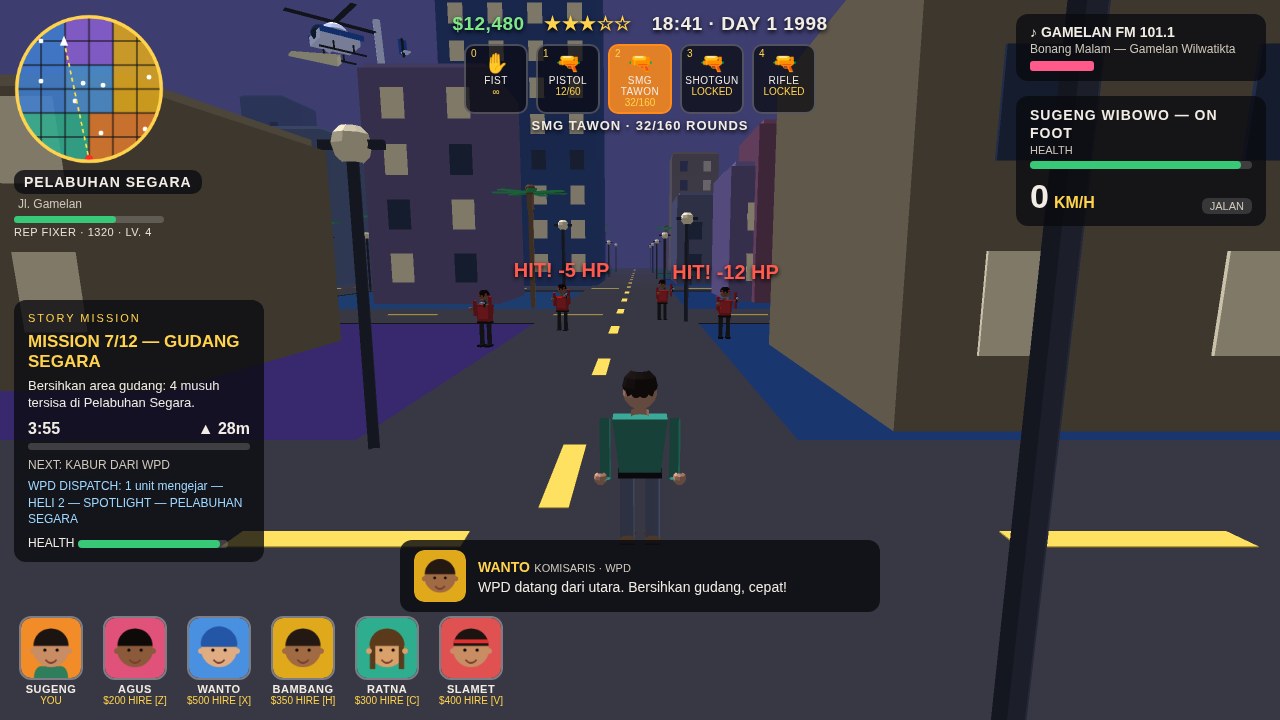 $12,480 ★★★☆☆ 18:41 · DAY 1 1998
0 FIST ∞
1 PISTOL 12/60
2 SMG TAWON 32/160
3 SHOTGUN LOCKED
4 RIFLE LOCKED
SMG TAWON · 32/160 ROUNDS
♪ GAMELAN FM 101.1
Bonang Malam — Gamelan Wilwatikta
SUGENG WIBOWO — ON
FOOT
HEALTH
0 KM/H
JALAN
PELABUHAN SEGARA
Jl. Gamelan
REP FIXER · 1320 · LV. 4
HIT! -5 HP
HIT! -12 HP
STORY MISSION
MISSION 7/12 — GUDANG
SEGARA
Bersihkan area gudang: 4 musuh
tersisa di Pelabuhan Segara.
3:55 ▲ 28m
NEXT: KABUR DARI WPD
WPD DISPATCH: 1 unit mengejar —
HELI 2 — SPOTLIGHT — PELABUHAN
SEGARA
HEALTH
WANTO KOMISARIS · WPD
WPD datang dari utara. Bersihkan gudang, cepat!
SUGENG
YOU
AGUS
$200 HIRE [Z]
WANTO
$500 HIRE [X]
BAMBANG
$350 HIRE [H]
RATNA
$300 HIRE [C]
SLAMET
$400 HIRE [V]